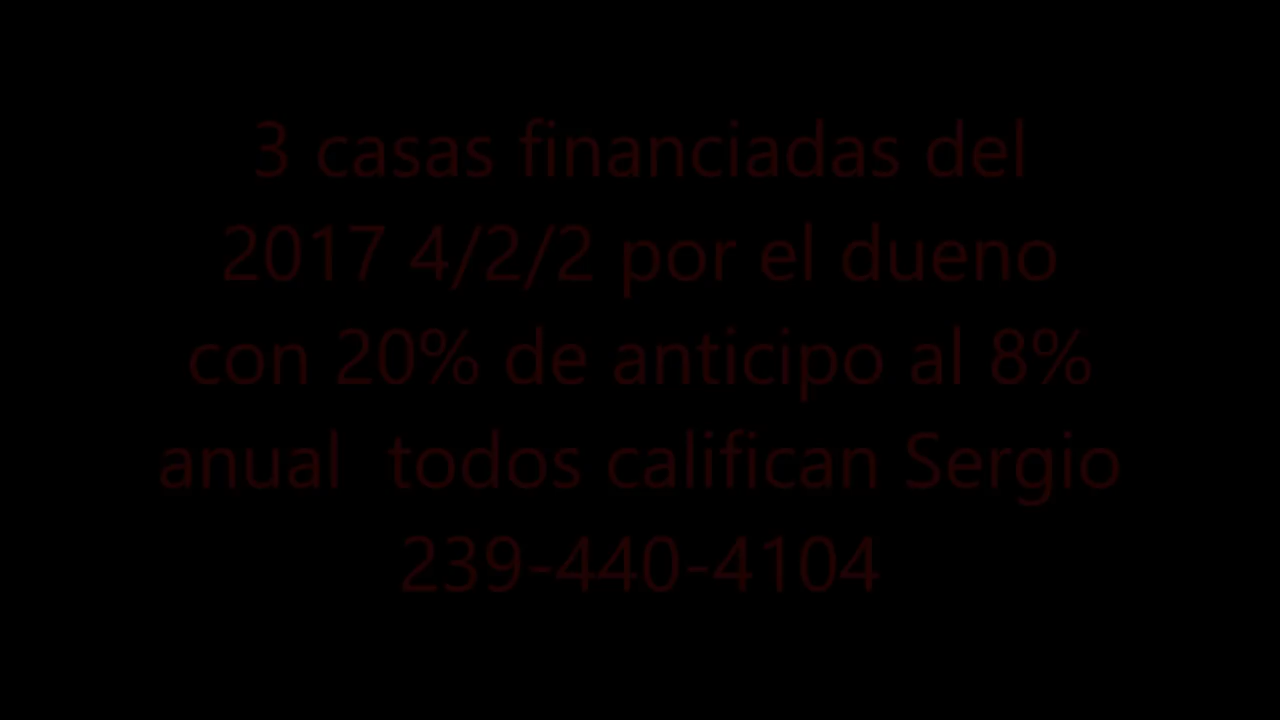 3 casas financiadas del
2017 4/2/2 por el dueno
con 20% de anticipo al 8%
anual  todos califican Sergio
239-440-4104